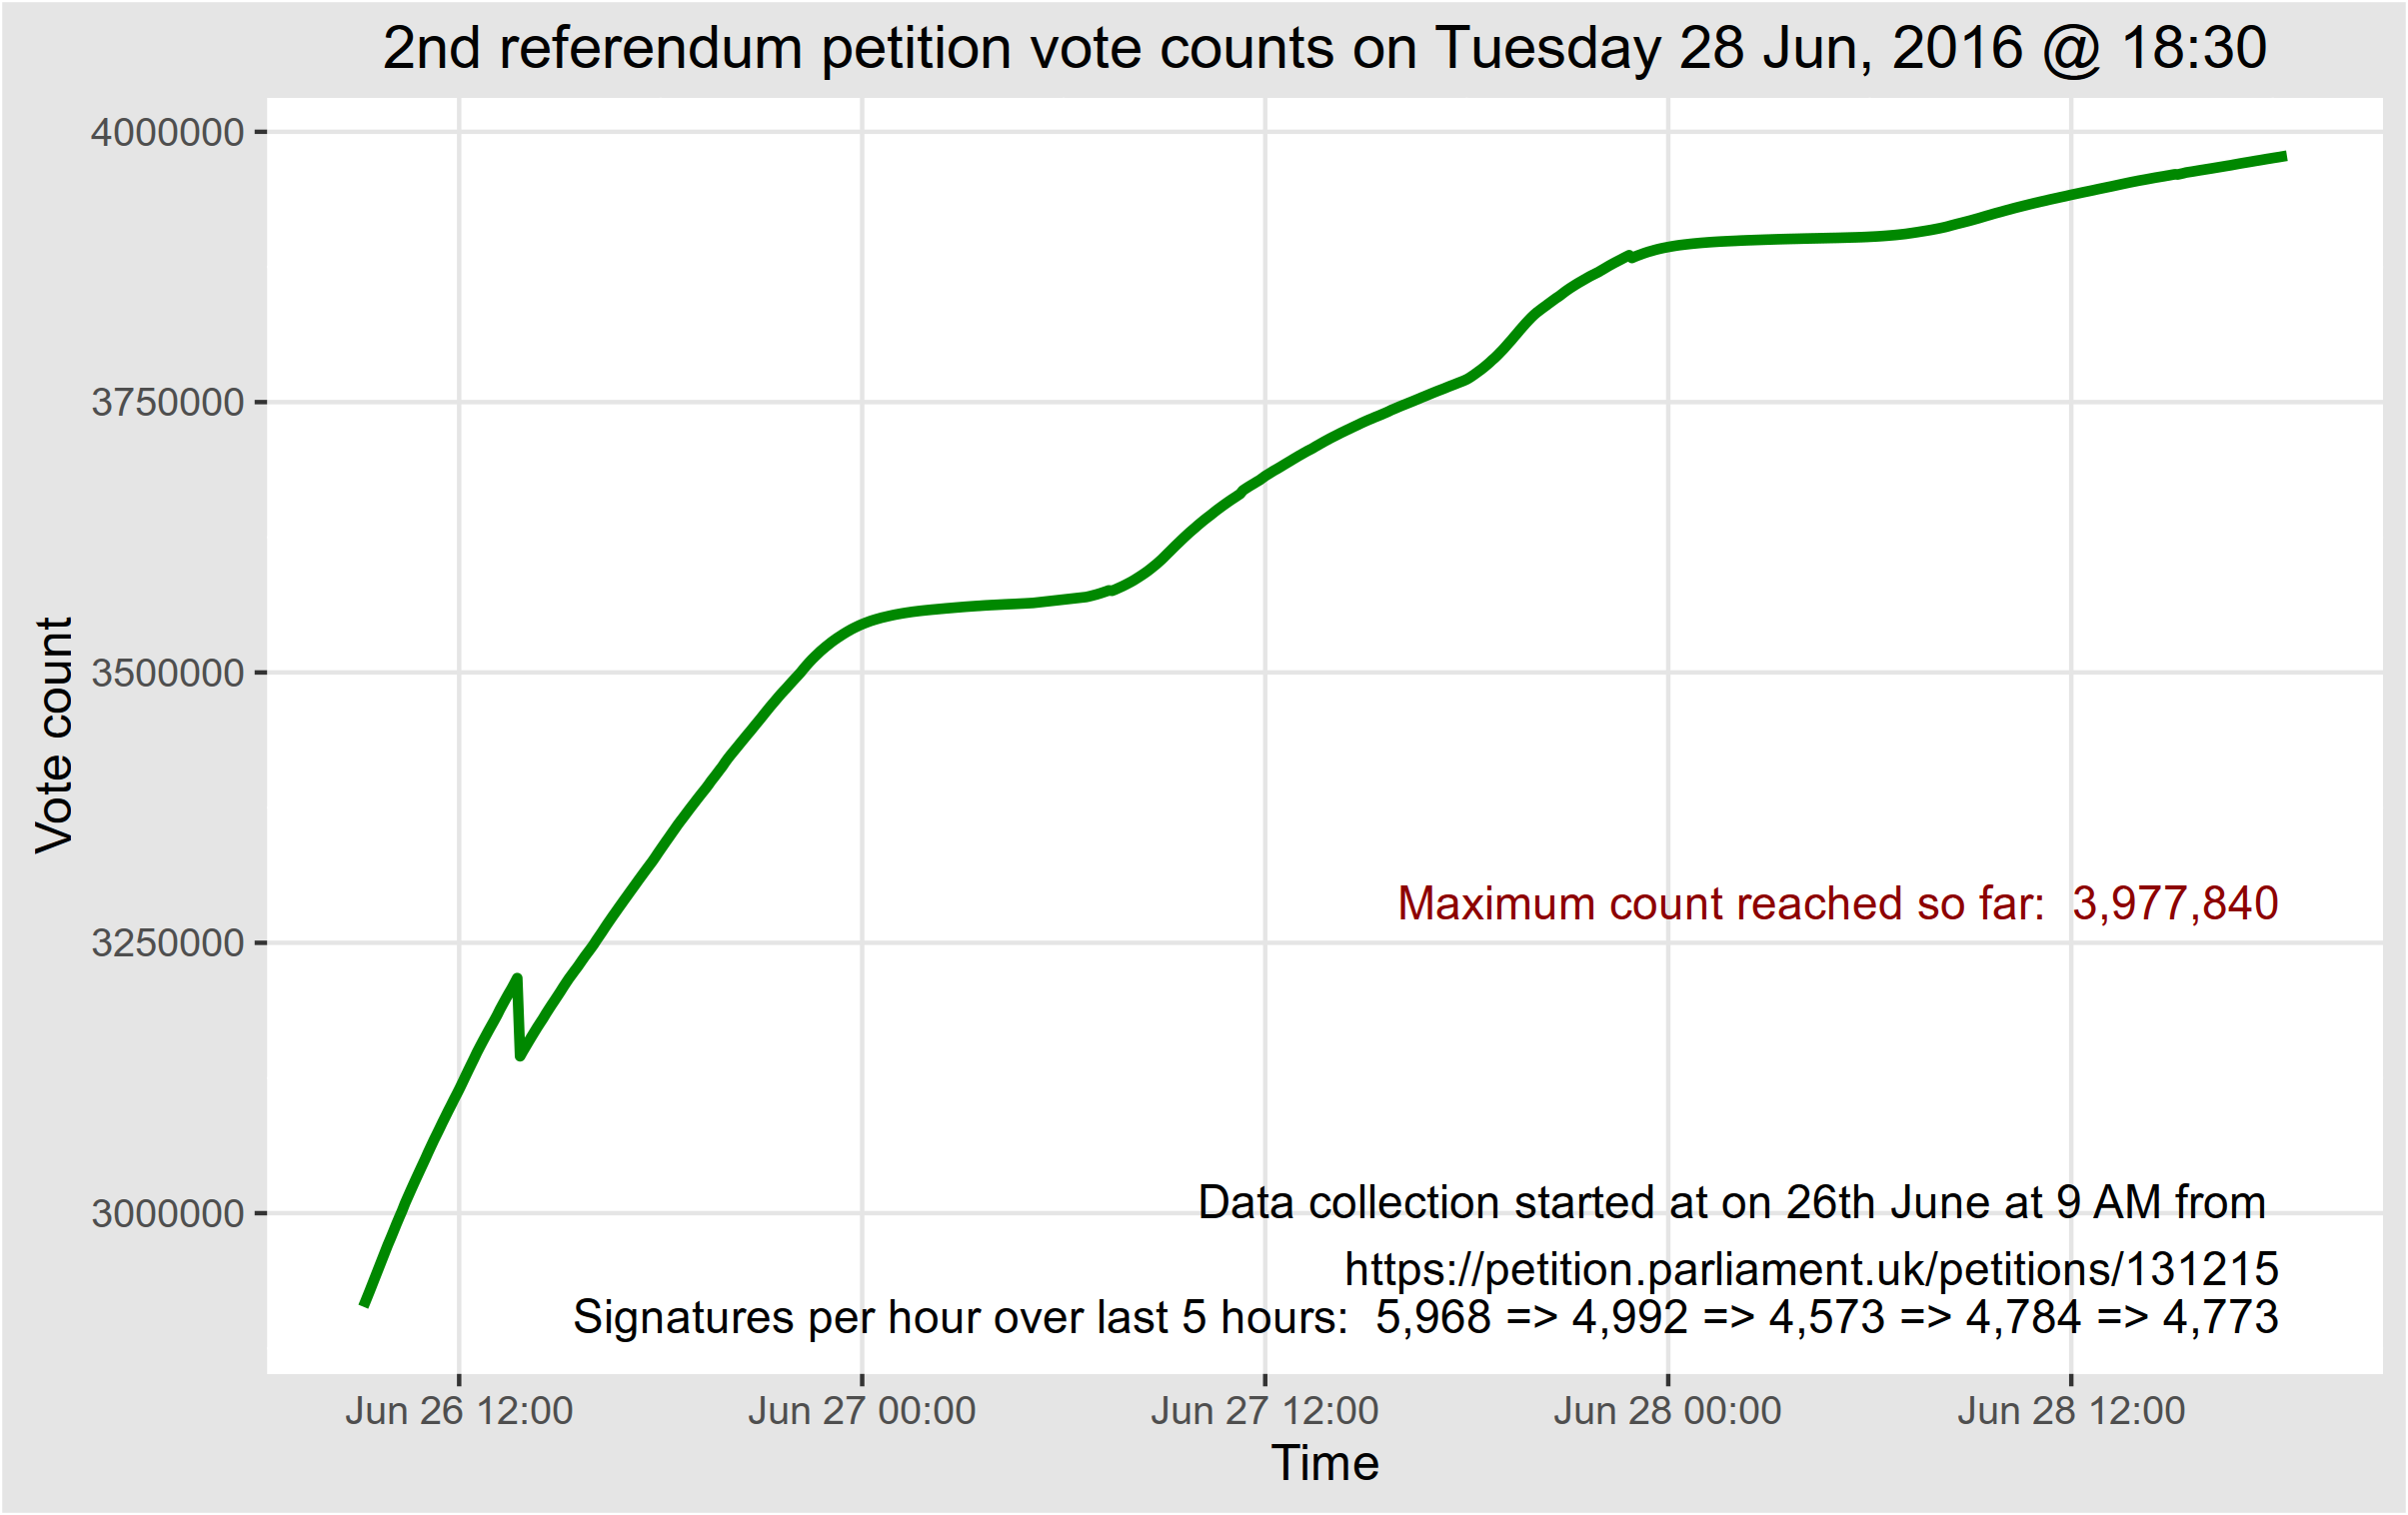 2nd referendum petition vote counts on Tuesday 28 Jun, 2016 @ 18:30
4000000
3750000
3500000
3250000
3000000
Vote count
Maximum count reached so far:  3,977,840
Data collection started at on 26th June at 9 AM from
https://petition.parliament.uk/petitions/131215
Signatures per hour over last 5 hours:  5,968 => 4,992 => 4,573 => 4,784 => 4,773
Jun 26 12:00
Jun 27 00:00
Jun 27 12:00
Jun 28 00:00
Jun 28 12:00
Time